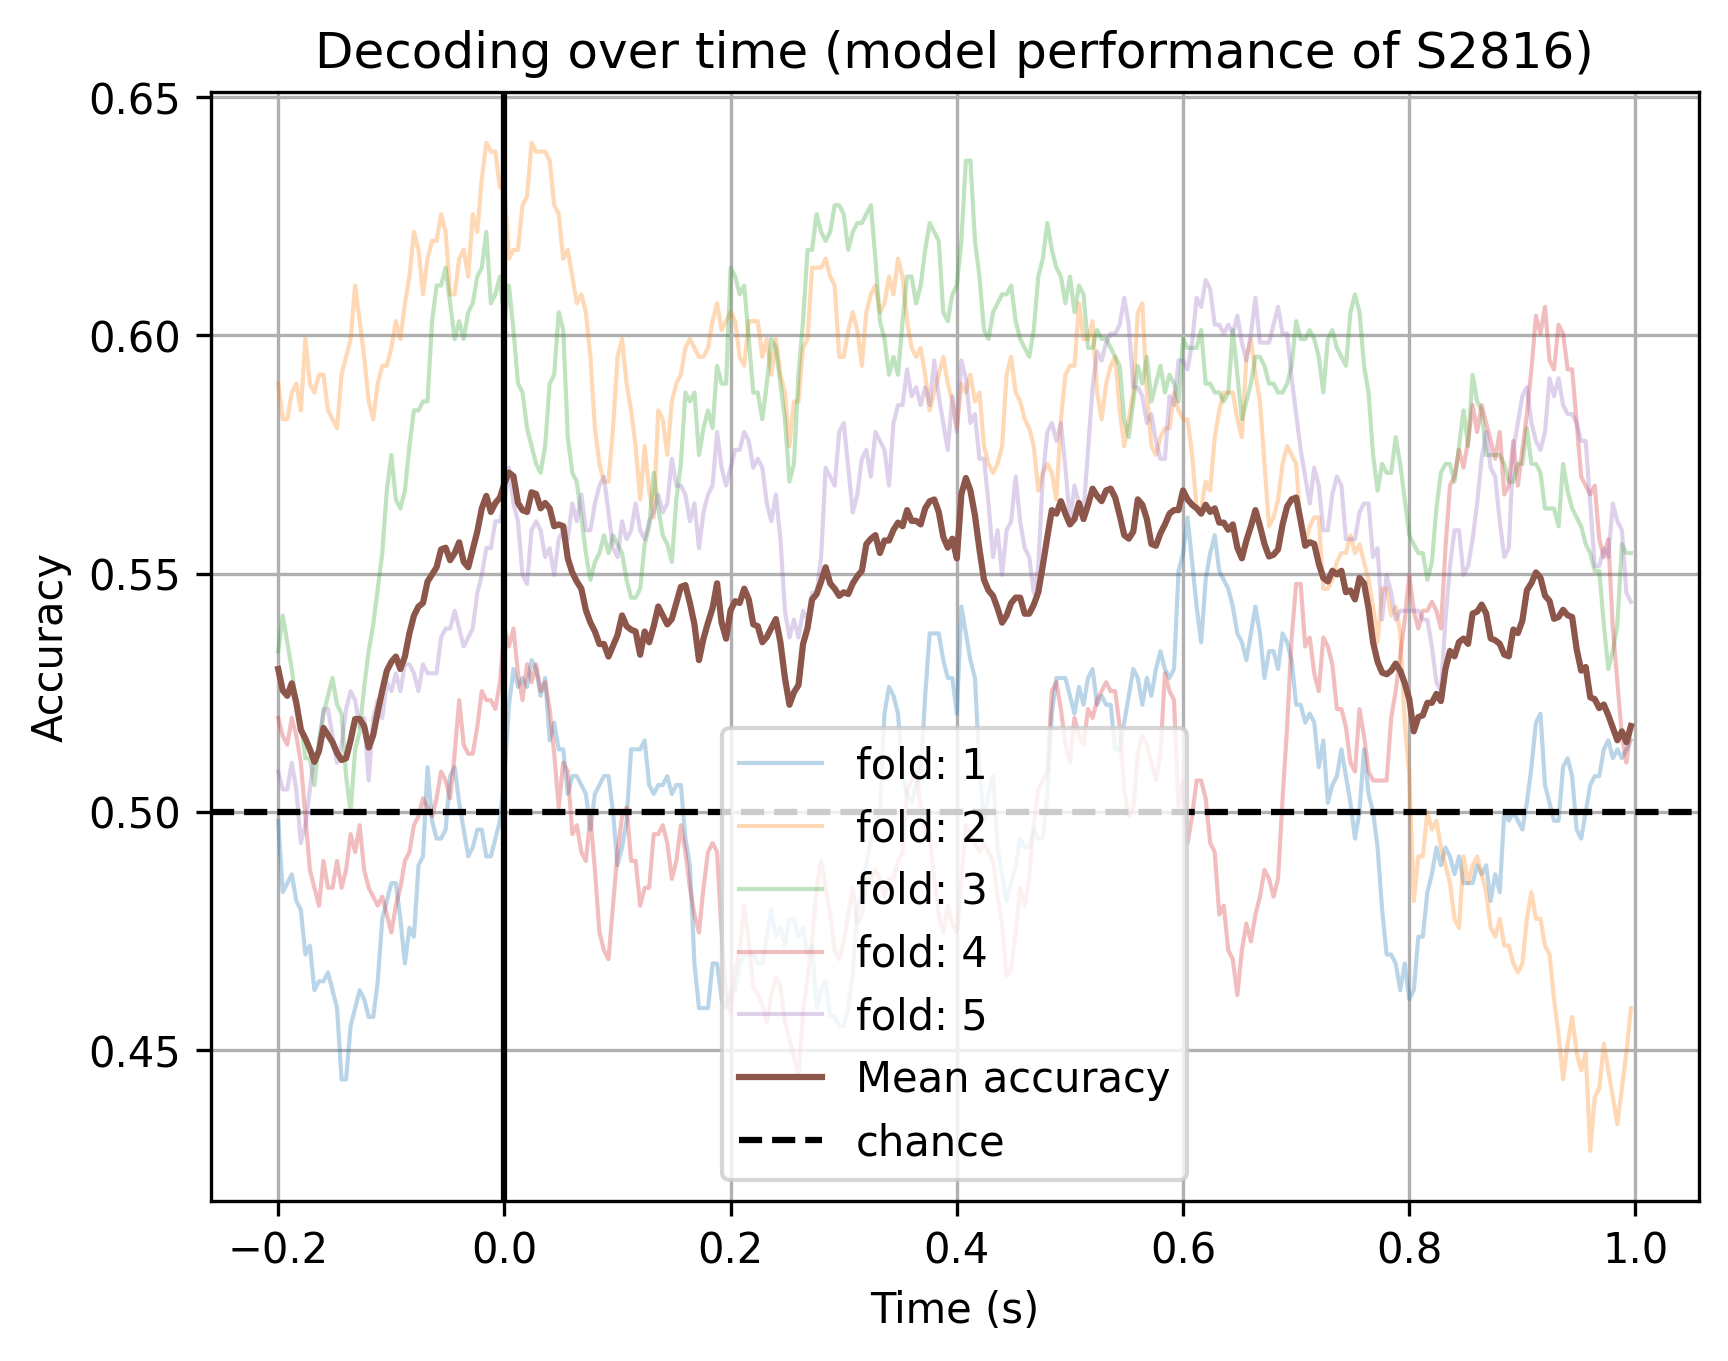 Decoding over time (model performance of S2816)
0.65
0.60
0.55
0.50
0.45
Accuracy
fold: 1
fold: 2
fold: 3
fold: 4
fold: 5
Mean accuracy
chance
−0.2 0.0 0.2 0.4 0.6 0.8 1.0
Time (s)